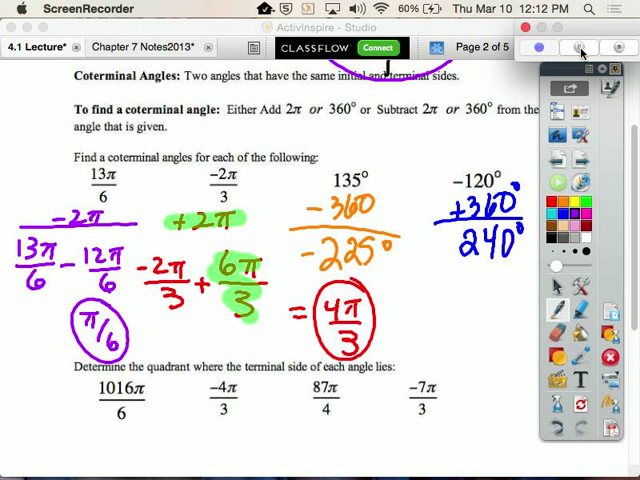 ScreenRecorder
60%
Thu Mar 10 12:12 PM
ActivInspire - Studio
4.1 Lecture*
Chapter 7 Notes2013*
CLASSFLOW
Connect
Page 2 of 5
Coterminal Angles: Two angles that have the same initial and terminal sides.
To find a coterminal angle: Either Add 2π or 360° or Subtract 2π or 360° from the
angle that is given.
Find a coterminal angles for each of the following:
13π/6
-2π/3
135°
-120°
-2π
+2π
-360
+360°
13π/6 - 12π/6
-2π/3 + 6π/3
-225°
240°
π/6
= 4π/3
Determine the quadrant where the terminal side of each angle lies:
1016π/6
-4π/3
87π/4
-7π/3
T